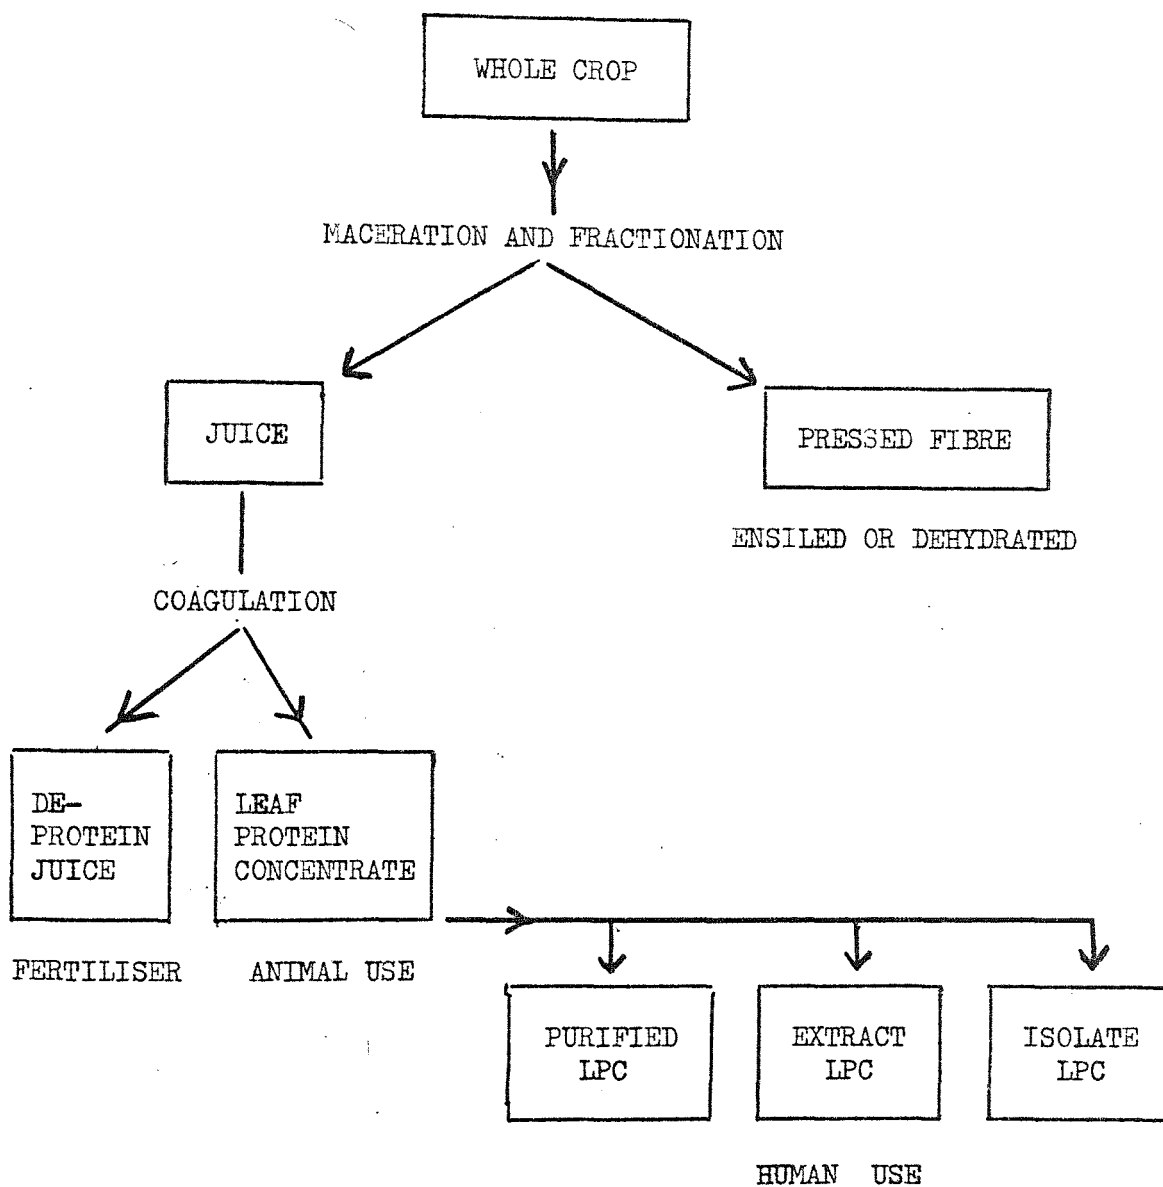 WHOLE CROP
MACERATION AND FRACTIONATION
JUICE
PRESSED FIBRE
ENSILED OR DEHYDRATED
COAGULATION
DE-
PROTEIN
JUICE
LEAF
PROTEIN
CONCENTRATE
FERTILISER
ANIMAL USE
PURIFIED
LPC
EXTRACT
LPC
ISOLATE
LPC
HUMAN USE